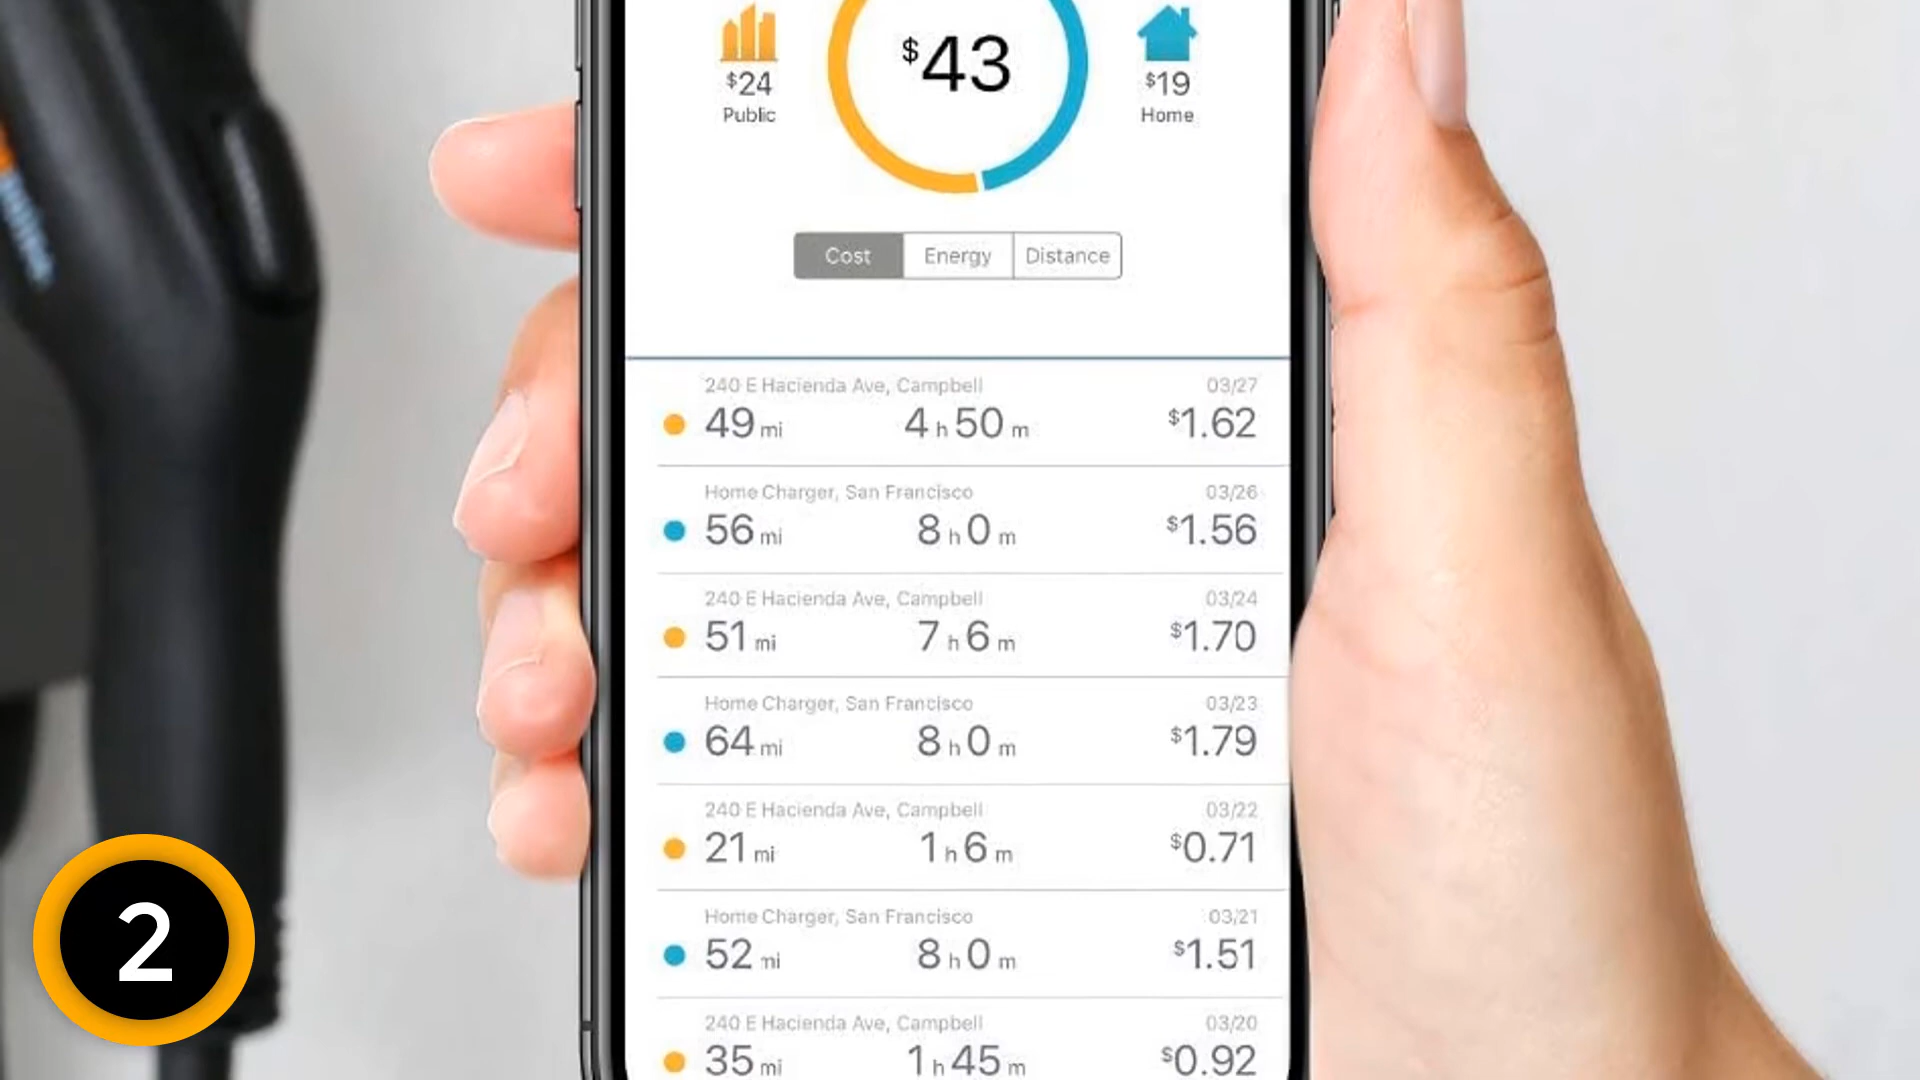 $43
$24
Public
$19
Home
Cost Energy Distance
240 E Hacienda Ave, Campbell 03/27
49 mi 4 h 50 m $1.62
Home Charger, San Francisco 03/26
56 mi 8 h 0 m $1.56
240 E Hacienda Ave, Campbell 03/24
51 mi 7 h 6 m $1.70
Home Charger, San Francisco 03/23
64 mi 8 h 0 m $1.79
240 E Hacienda Ave, Campbell 03/22
21 mi 1 h 6 m $0.71
Home Charger, San Francisco 03/21
52 mi 8 h 0 m $1.51
240 E Hacienda Ave, Campbell 03/20
35 mi 1 h 45 m $0.92
2